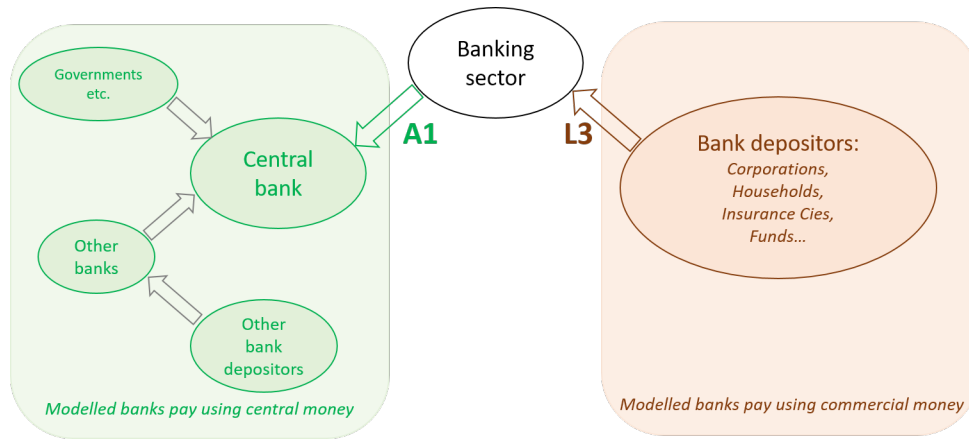 Governments
etc.
Banking
sector
A1
L3
Central
bank
Bank depositors:
Corporations,
Households,
Insurance Cies,
Funds...
Other
banks
Other
bank
depositors
Modelled banks pay using central money
Modelled banks pay using commercial money